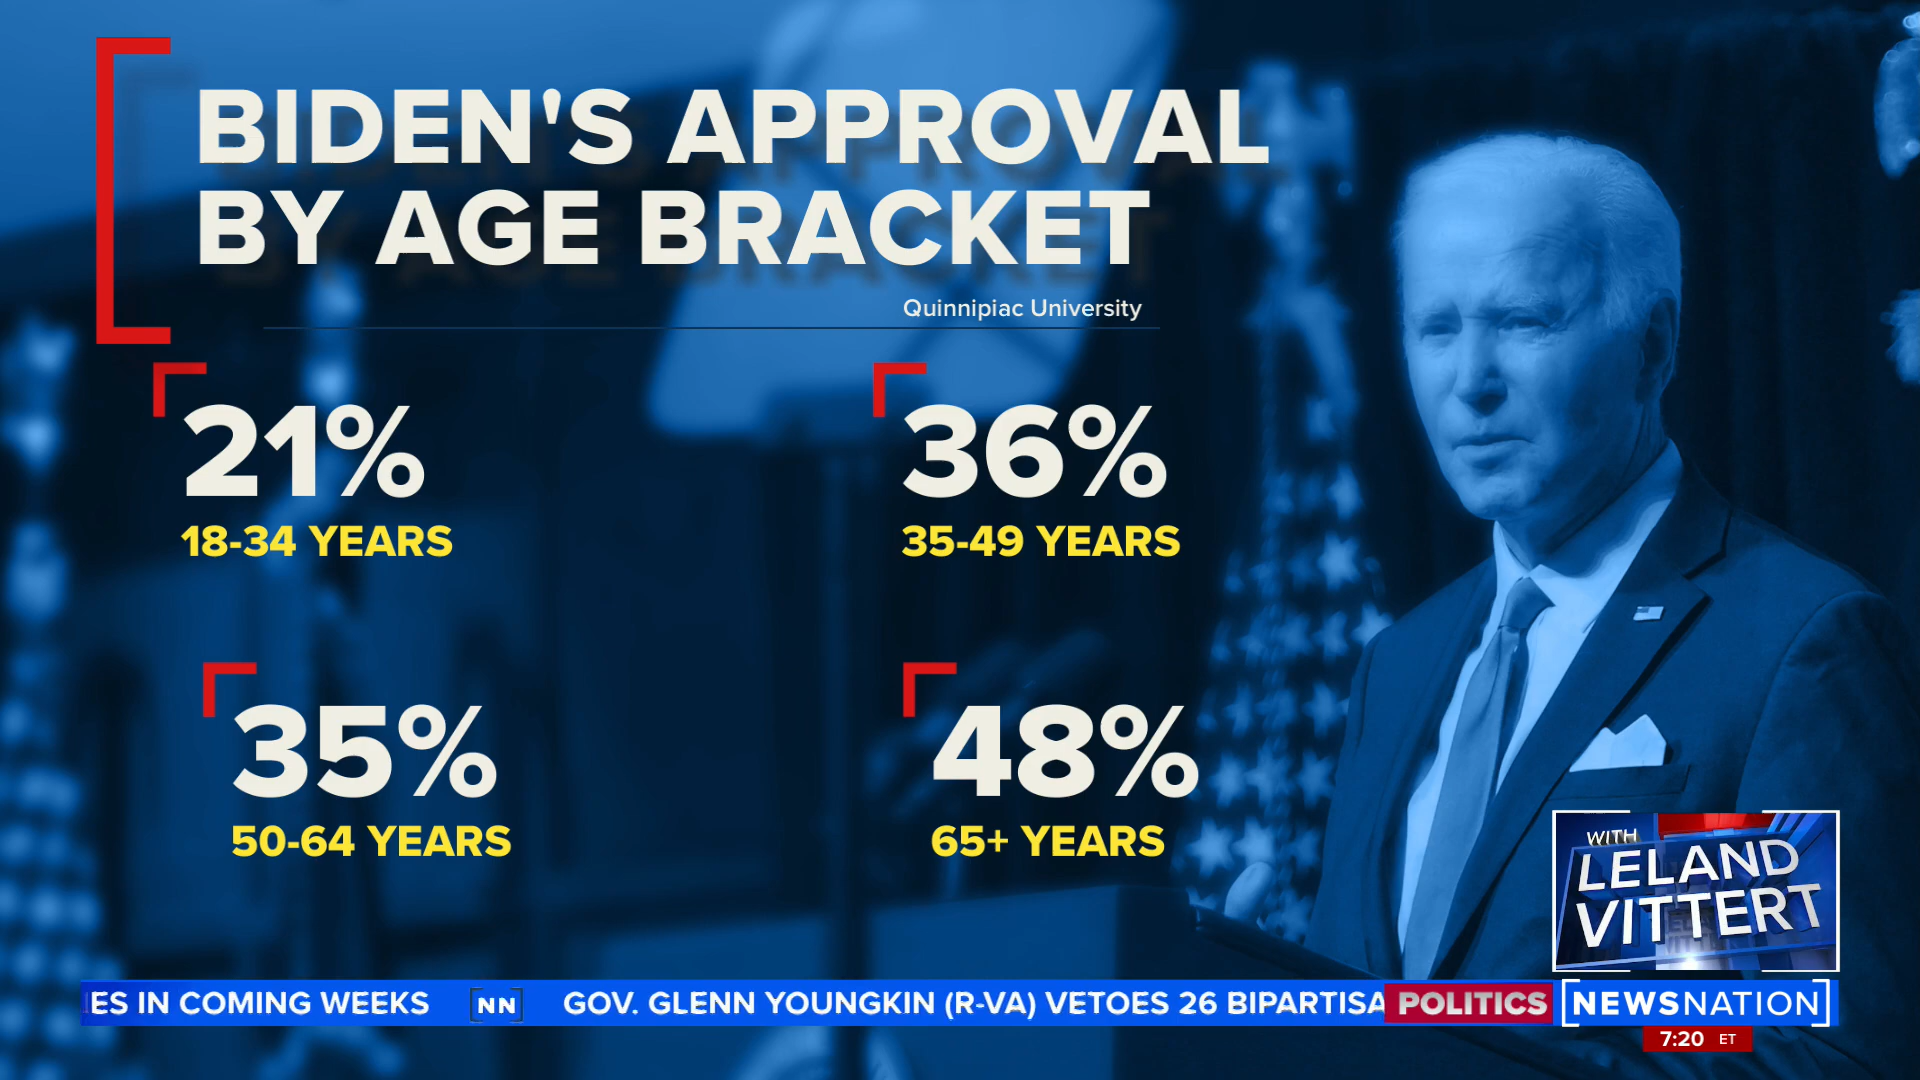 BIDEN'S APPROVAL
BY AGE BRACKET
Quinnipiac University
21%
18-34 YEARS
36%
35-49 YEARS
35%
50-64 YEARS
48%
65+ YEARS
WITH
LELAND
VITTERT
ES IN COMING WEEKS [NN] GOV. GLENN YOUNGKIN (R-VA) VETOES 26 BIPARTISA
POLITICS
[NEWSNATION]
7:20 ET